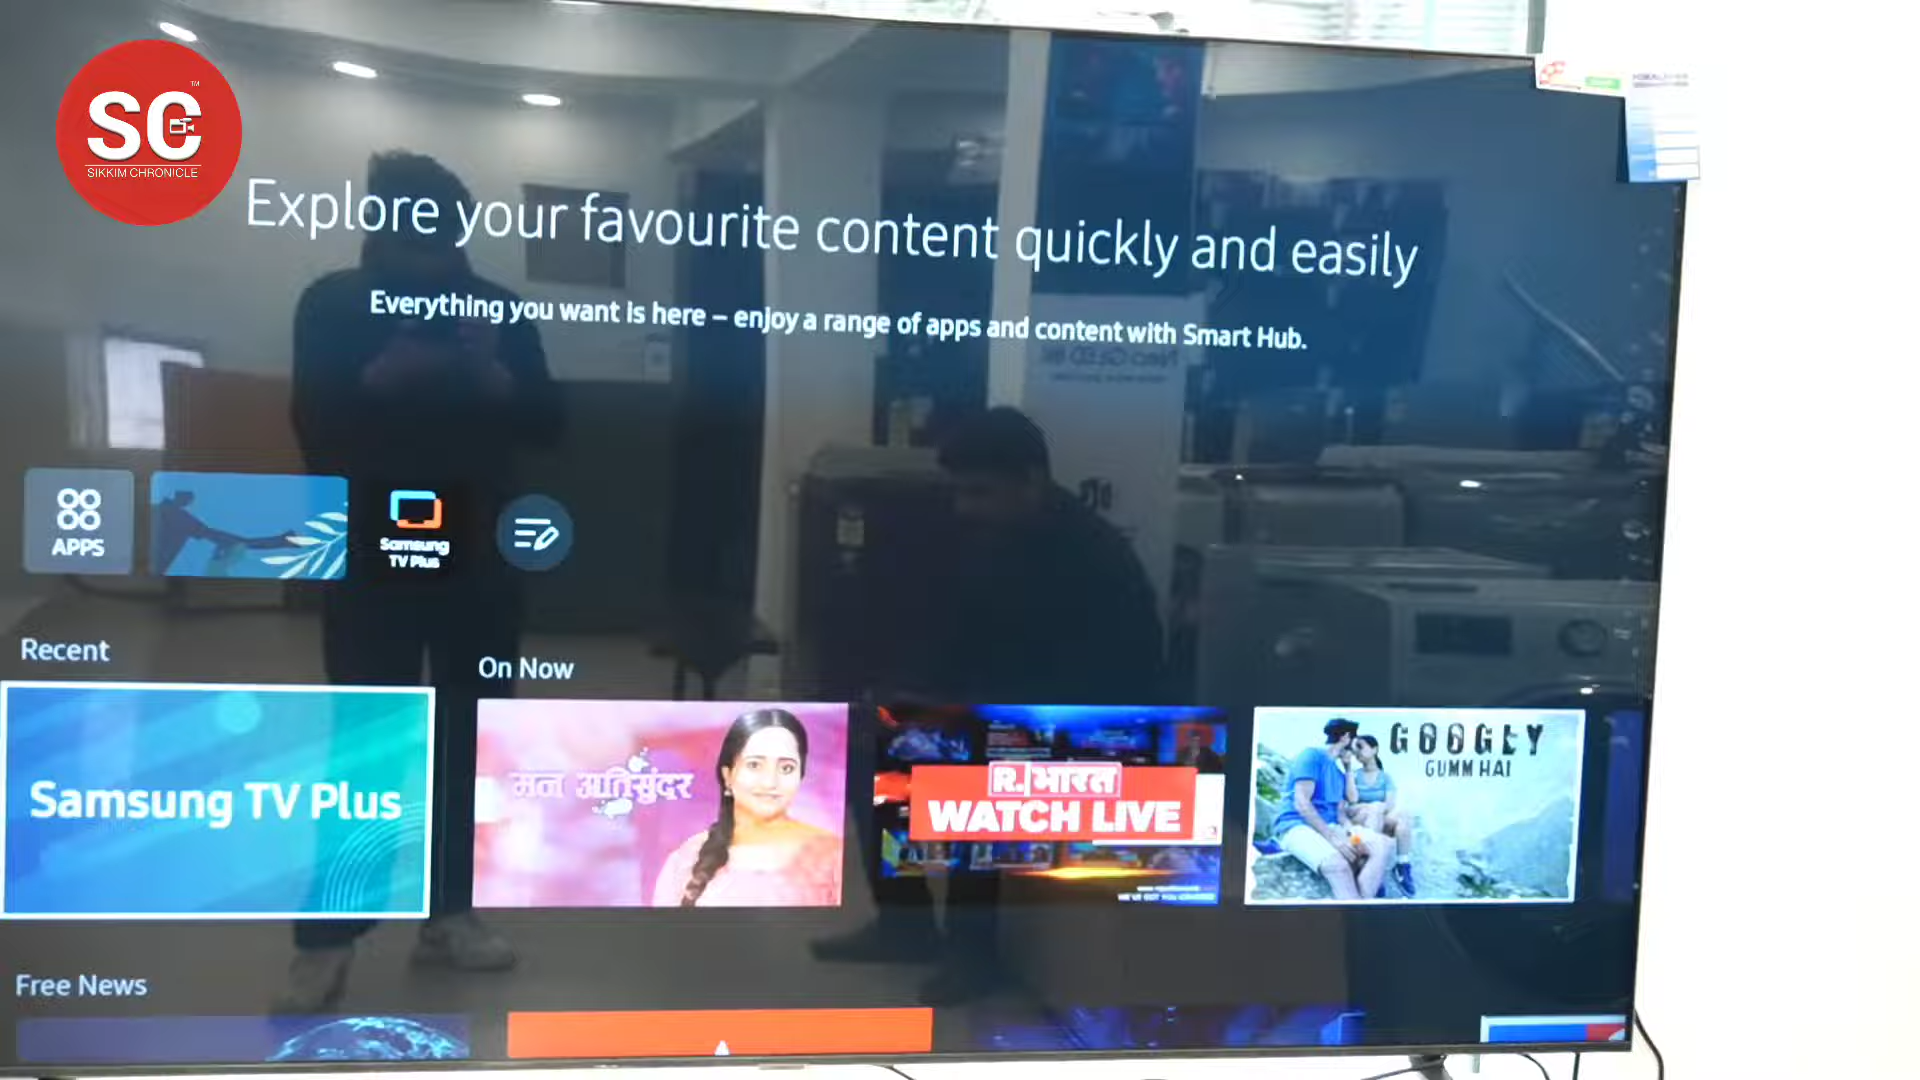 SC
TM
SIKKIM CHRONICLE
Explore your favourite content quickly and easily
Everything you want is here – enjoy a range of apps and content with Smart Hub.
APPS
Samsung
TV Plus
Recent
On Now
Samsung TV Plus
मन अतिसुंदर
R.भारत
WATCH LIVE
GOOGLY
GUMM HAI
Free News